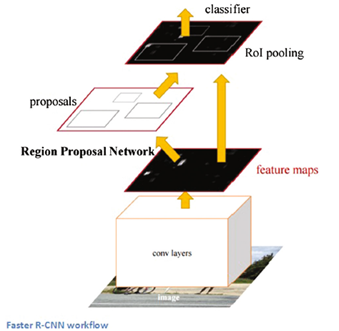 classifier
RoI pooling
proposals
Region Proposal Network
feature maps
conv layers
image
Faster R-CNN workflow